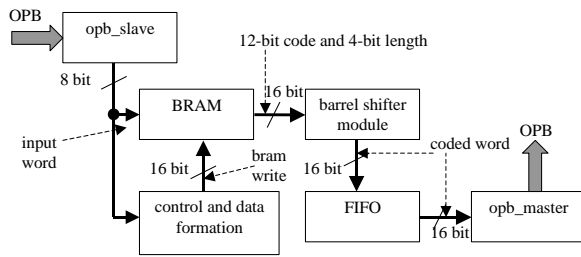 OPB
opb_slave
12-bit code and 4-bit length
8 bit
16 bit
BRAM
barrel shifter
module
OPB
input
word
16 bit
bram
write
16 bit
coded word
control and data
formation
FIFO
opb_master
16 bit